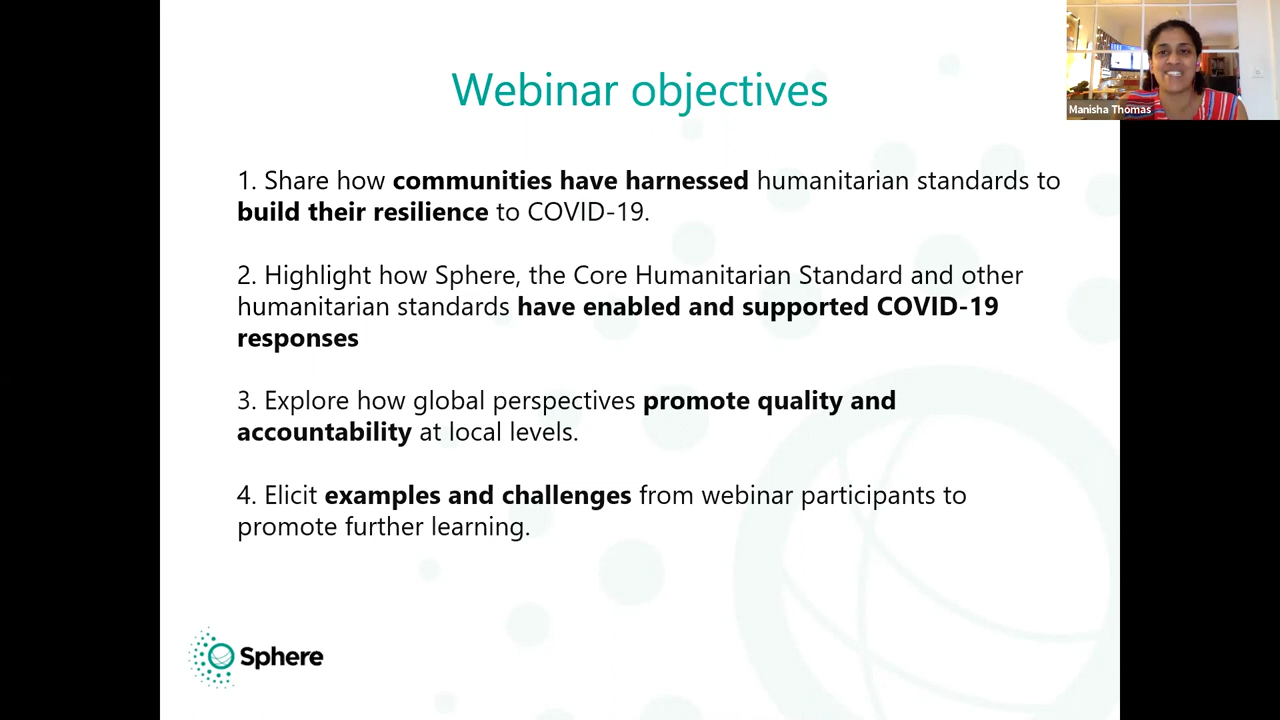 Webinar objectives
Manisha Thomas
1. Share how communities have harnessed humanitarian standards to
build their resilience to COVID-19.
2. Highlight how Sphere, the Core Humanitarian Standard and other
humanitarian standards have enabled and supported COVID-19
responses
3. Explore how global perspectives promote quality and
accountability at local levels.
4. Elicit examples and challenges from webinar participants to
promote further learning.
Sphere